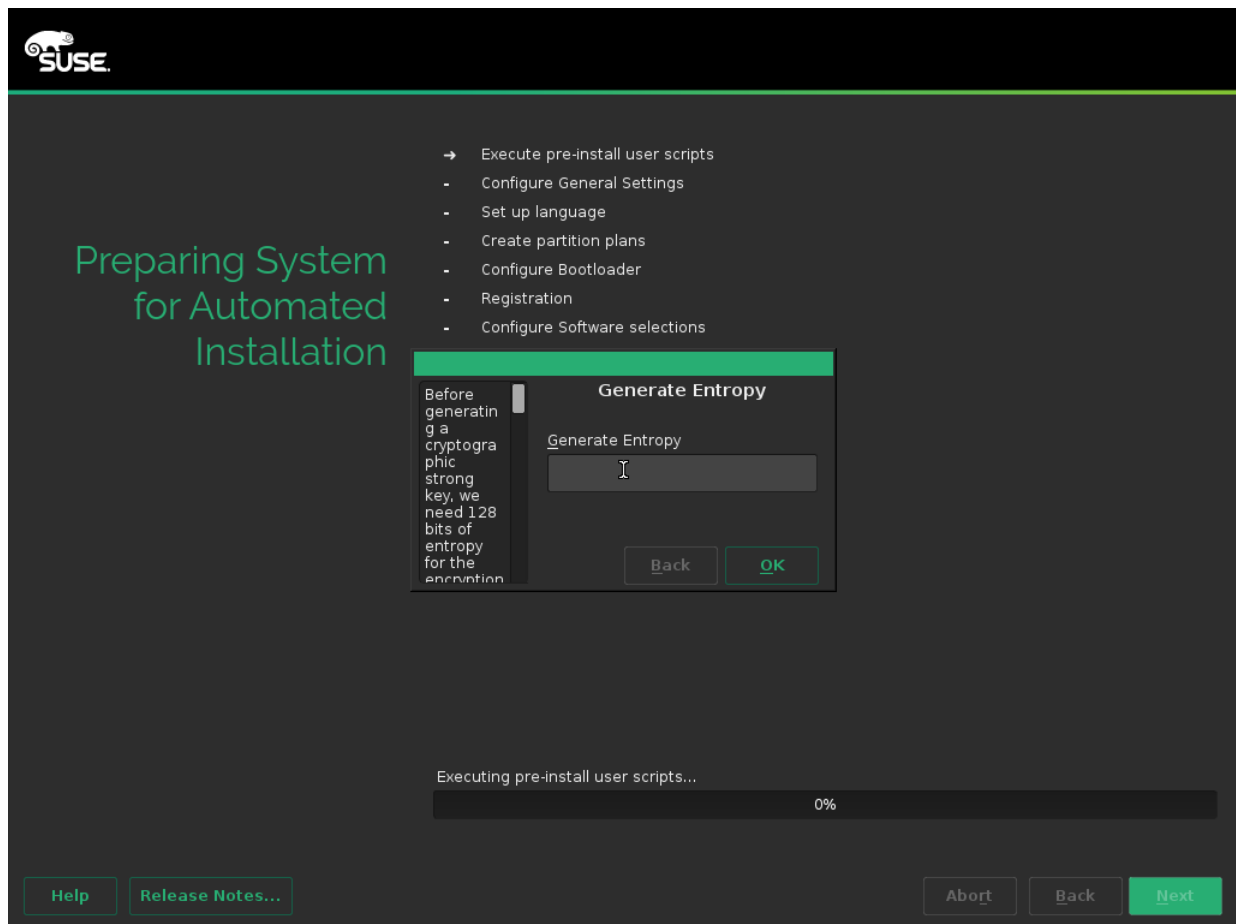 SUSE.
→ Execute pre-install user scripts
- Configure General Settings
- Set up language
- Create partition plans
- Configure Bootloader
- Registration
- Configure Software selections
Preparing System
for Automated
Installation
Before
generatin
g a
cryptogra
phic
strong
key, we
need 128
bits of
entropy
for the
encryption
Generate Entropy
Generate Entropy
Back
OK
Executing pre-install user scripts...
0%
Help
Release Notes...
Abort
Back
Next